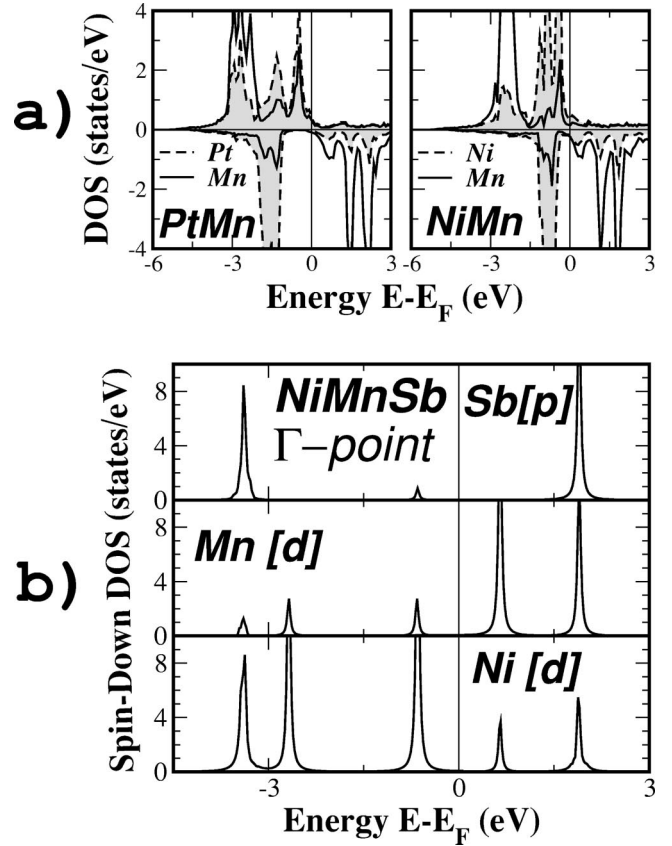 a)
DOS (states/eV)
4
2
0
-2
-4
Pt
Mn
PtMn
Ni
Mn
NiMn
-6 -3 0 3 -6 -3 0 3
Energy E-E_F (eV)
b)
Spin-Down DOS (states/eV)
8
4
0
NiMnSb
Γ-point
Sb[p]
8
4
0
Mn [d]
8
4
0
Ni [d]
-3 0 3
Energy E-E_F (eV)